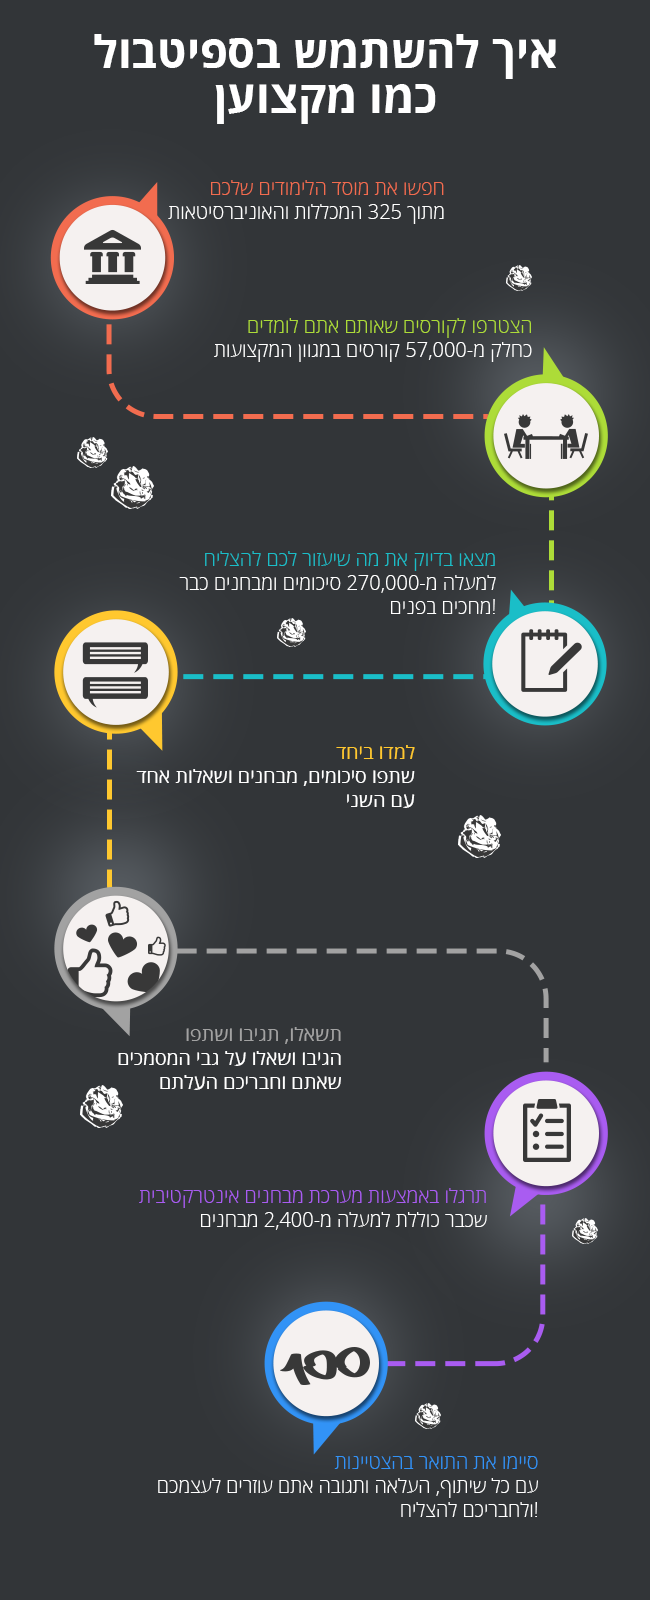 איך להשתמש בספיטבול
כמו מקצוען
חפשו את מוסד הלימודים שלכם
מתוך 325 המכללות והאוניברסיטאות
הצטרפו לקורסים שאותם אתם לומדים
כחלק מ-57,000 קורסים במגוון המקצועות
מצאו בדיוק את מה שיעזור לכם להצליח
למעלה מ-270,000 סיכומים ומבחנים כבר
!מחכים בפנים
למדו ביחד
שתפו סיכומים, מבחנים ושאלות אחד
עם השני
תשאלו, תגיבו ושתפו
הגיבו ושאלו על גבי המסמכים
שאתם וחבריכם העלתם
תרגלו באמצעות מערכת מבחנים אינטרקטיבית
שכבר כוללת למעלה מ-2,400 מבחנים
100
סיימו את התואר בהצטיינות
עם כל שיתוף, העלאה ותגובה אתם עוזרים לעצמכם
!ולחבריכם להצליח